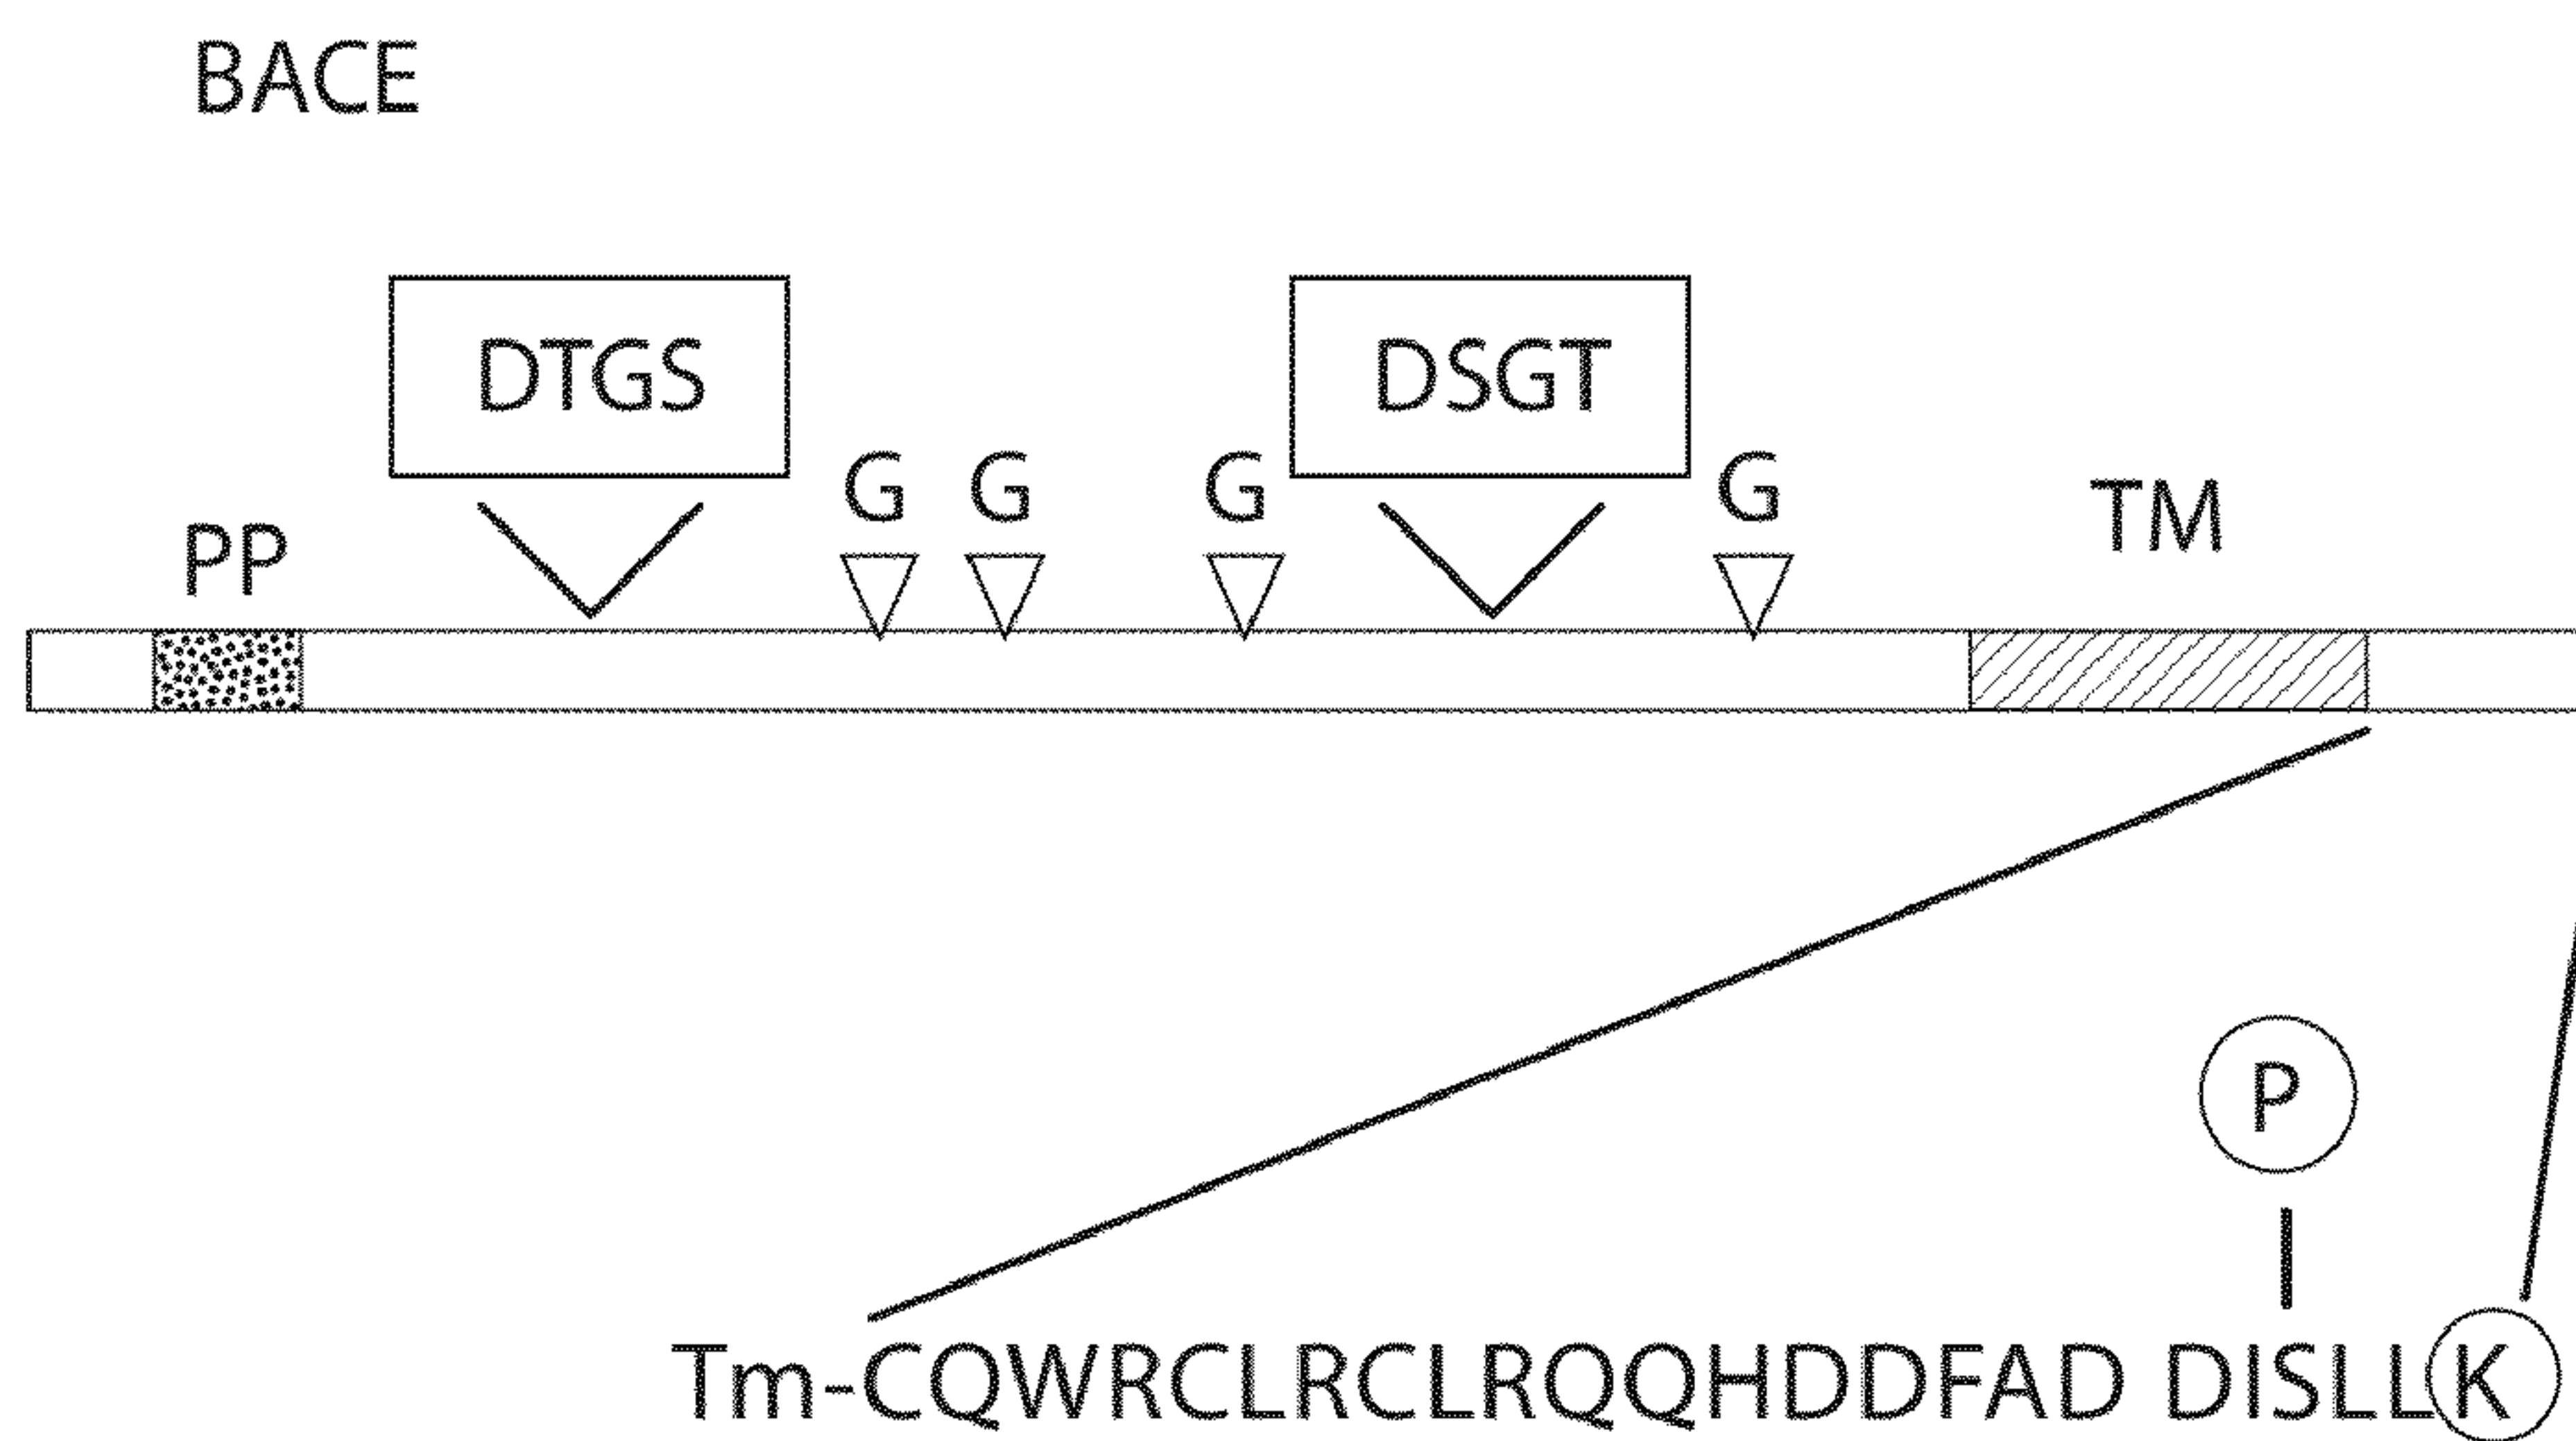 BACE
DTGS
DSGT
G G G G
PP
TM
P
Tm-CQWRCLRCLRQQHDDFAD DISLLK